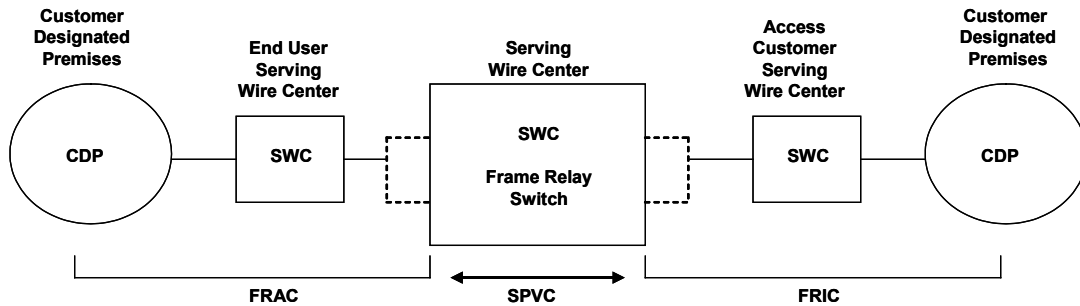 Customer
Designated
Premises
End User
Serving
Wire Center
Serving
Wire Center
Access
Customer
Serving
Wire Center
Customer
Designated
Premises
CDP
SWC
SWC
Frame Relay
Switch
SWC
CDP
FRAC
SPVC
FRIC